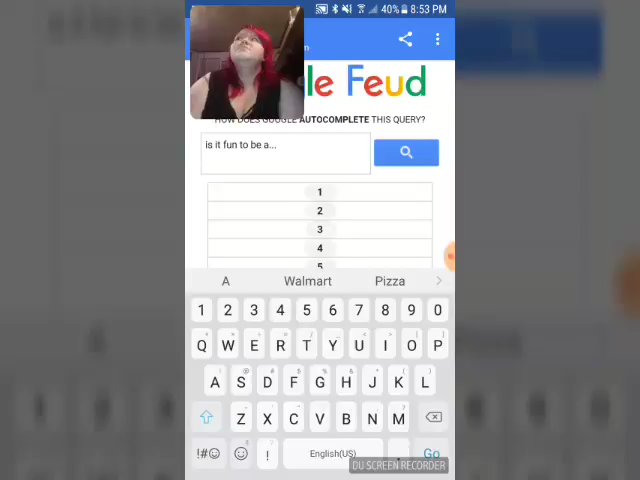 40% 8:53 PM
n
le Feud
HOW DOES GOOGLE AUTOCOMPLETE THIS QUERY?
is it fun to be a...
1
2
3
4
5
A Walmart Pizza
1 2 3 4 5 6 7 8 9 0
Q W E R T Y U I O P
A S D F G H J K L
Z X C V B N M
!#☺ ! English(US) . Go
DU SCREEN RECORDER